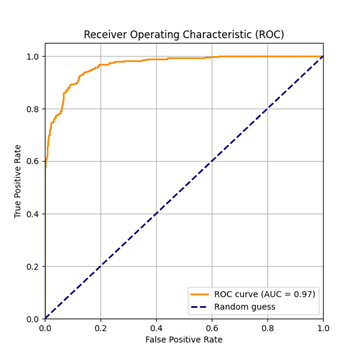 Receiver Operating Characteristic (ROC)
1.0
0.8
0.6
0.4
0.2
0.0
True Positive Rate
ROC curve (AUC = 0.97)
Random guess
0.0 0.2 0.4 0.6 0.8 1.0
False Positive Rate